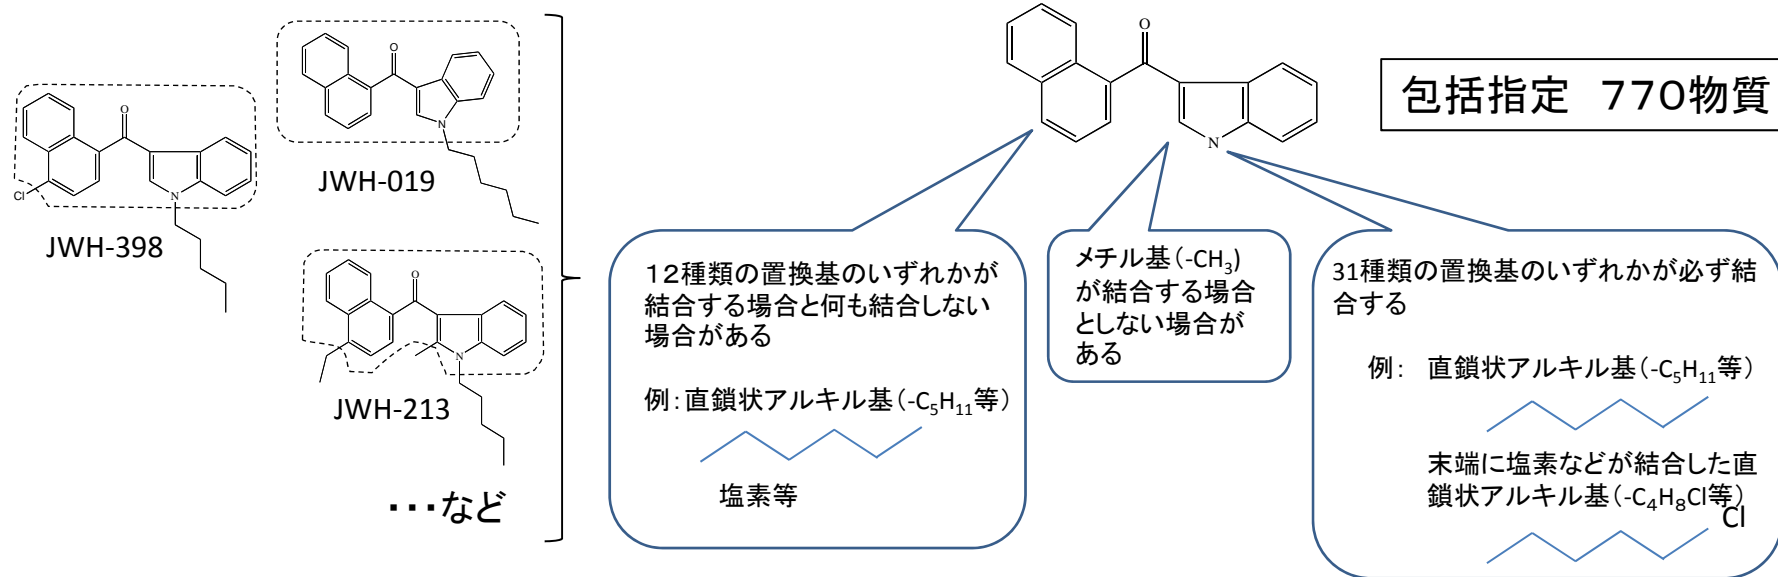 O
Cl
N
JWH-398
O
N
JWH-019
O
N
JWH-213
・・・など
O
N
包括指定　770物質
12種類の置換基のいずれかが
結合する場合と何も結合しない
場合がある
例：直鎖状アルキル基（-C₅H₁₁等）
塩素等
メチル基（-CH₃）
が結合する場合
としない場合が
ある
31種類の置換基のいずれかが必ず結
合する
例：　直鎖状アルキル基（-C₅H₁₁等）
末端に塩素などが結合した直
鎖状アルキル基（-C₄H₈Cl等）
Cl